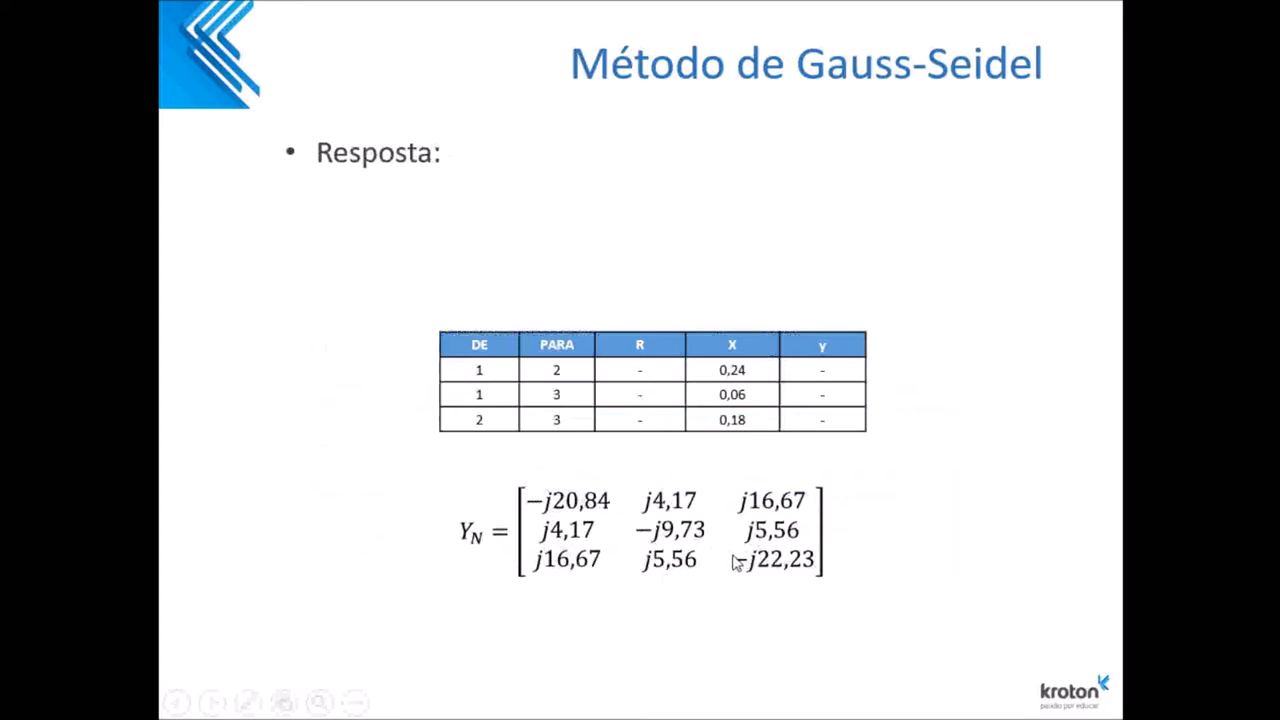 Método de Gauss-Seidel
• Resposta:
DE PARA R X y
1 2 - 0,24 -
1 3 - 0,06 -
2 3 - 0,18 -
−j20,84 j4,17 j16,67
Y_N = j4,17 −j9,73 j5,56
j16,67 j5,56 −j22,23
kroton
paixão por educar